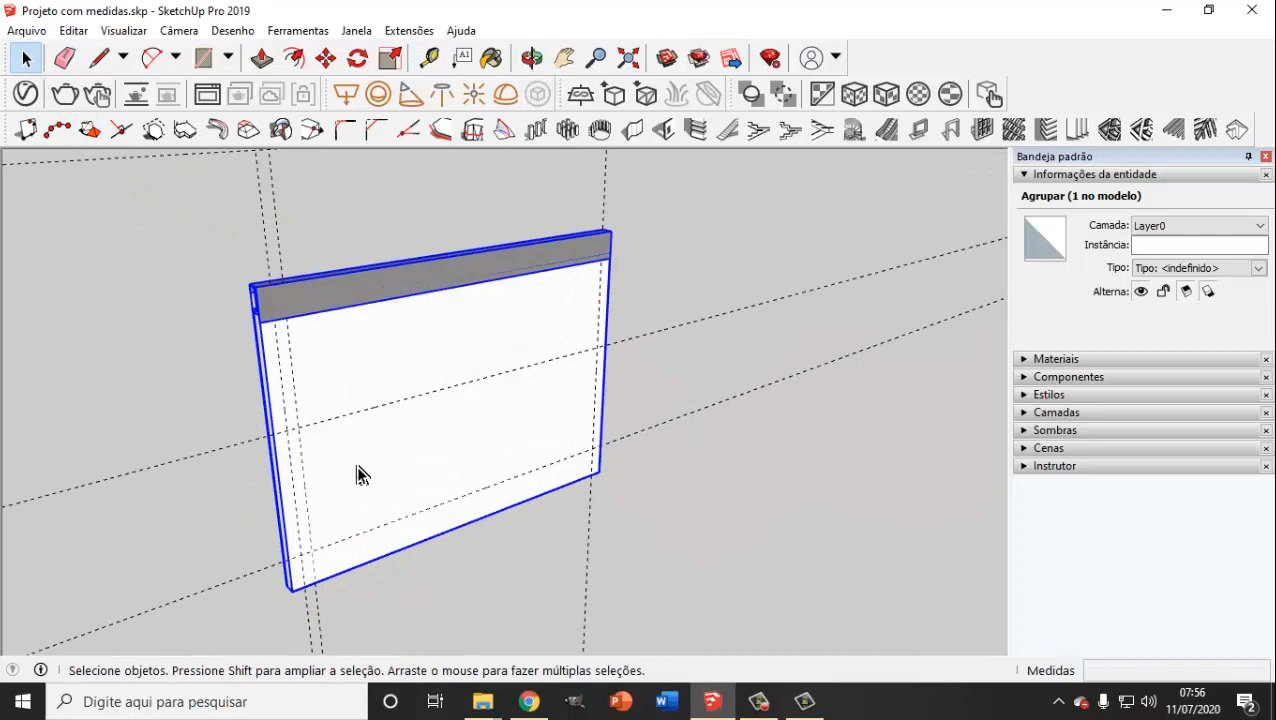 Projeto com medidas.skp - SketchUp Pro 2019
Arquivo Editar Visualizar Câmera Desenho Ferramentas Janela Extensões Ajuda
A1
Bandeja padrão
Informações da entidade
Agrupar (1 no modelo)
Camada: Layer0
Instância:
Tipo: Tipo: <indefinido>
Alterna:
Materiais
Componentes
Estilos
Camadas
Sombras
Cenas
Instrutor
Selecione objetos. Pressione Shift para ampliar a seleção. Arraste o mouse para fazer múltiplas seleções.
Medidas
Digite aqui para pesquisar
07:56
11/07/2020
2